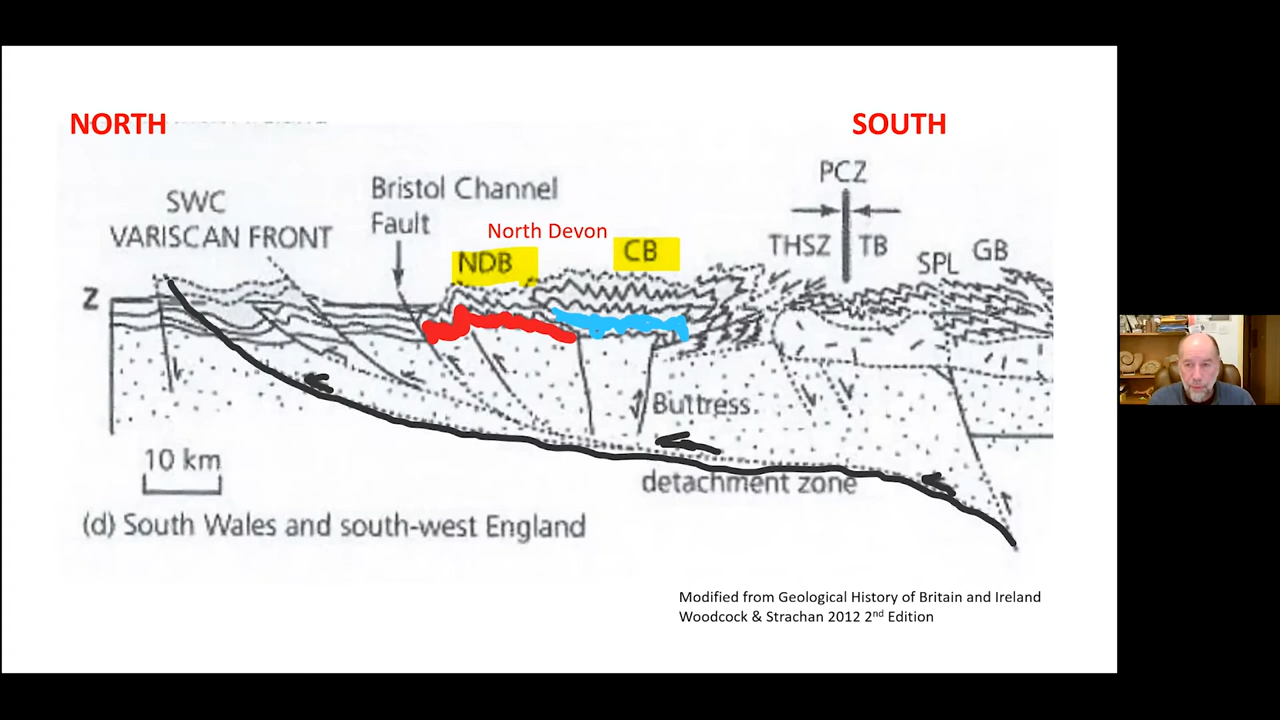 NORTH
SOUTH
PCZ
SWC
VARISCAN FRONT
Bristol Channel
Fault
North Devon
NDB
CB
THSZ
TB
SPL
GB
Z
Buttress
10 km
detachment zone
(d) South Wales and south-west England
Modified from Geological History of Britain and Ireland
Woodcock & Strachan 2012 2nd Edition